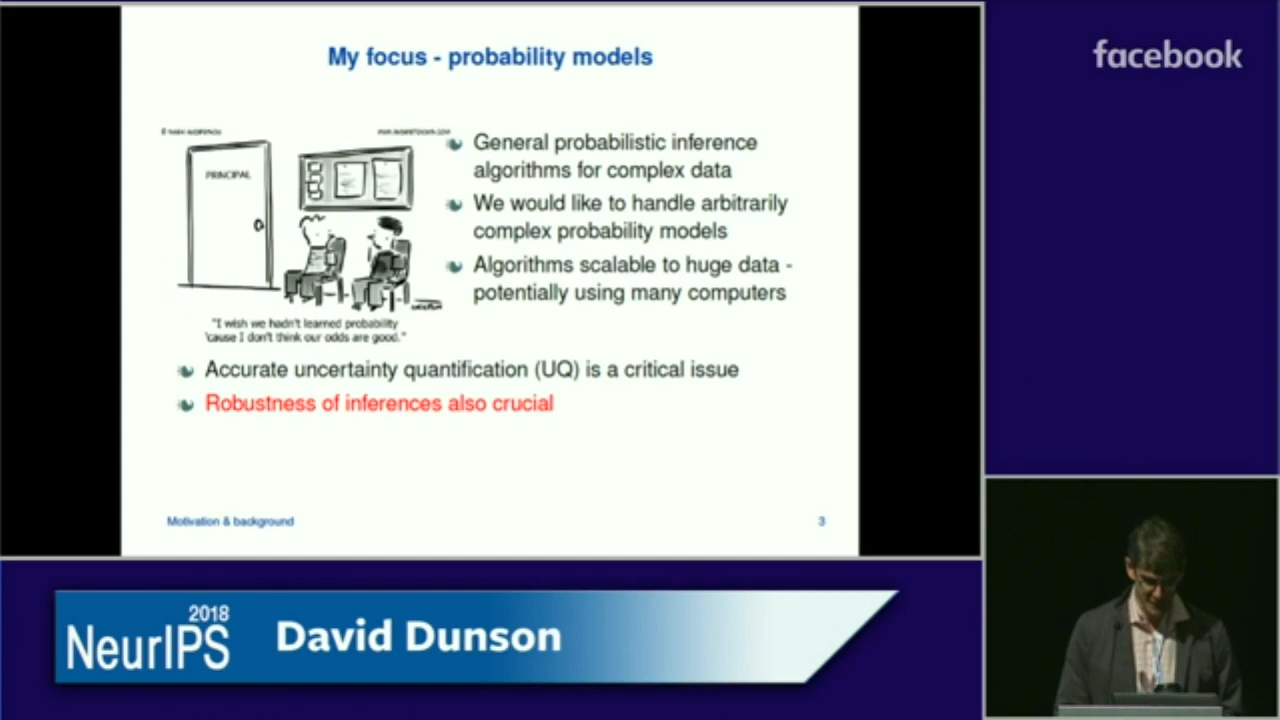 My focus - probability models
facebook
PRINCIPAL
General probabilistic inference
algorithms for complex data
We would like to handle arbitrarily
complex probability models
Algorithms scalable to huge data -
potentially using many computers
"I wish we hadn't learned probability
'cause I don't think our odds are good."
Accurate uncertainty quantification (UQ) is a critical issue
Robustness of inferences also crucial
Motivation & background
3
2018
NeurIPS
David Dunson